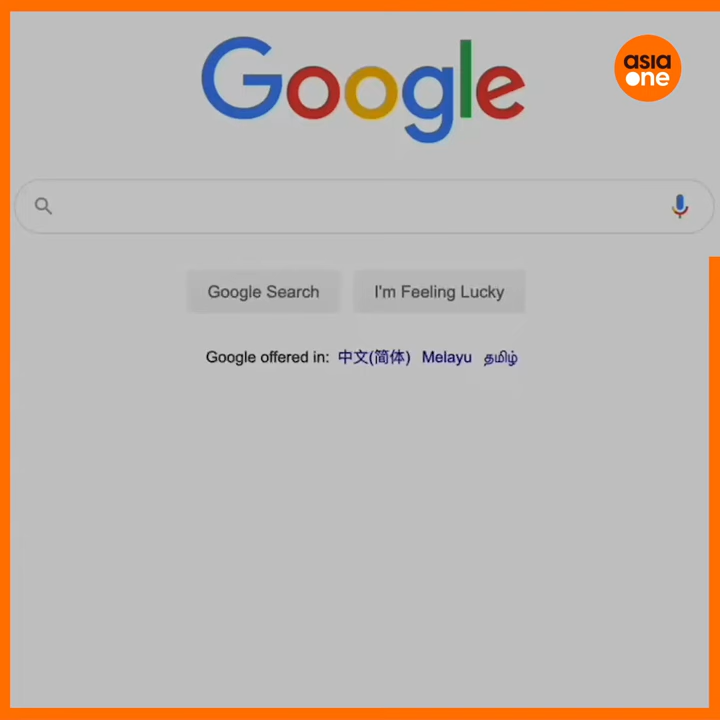 Google
asia
one
Google Search
I'm Feeling Lucky
Google offered in: 中文(简体) Melayu தமிழ்